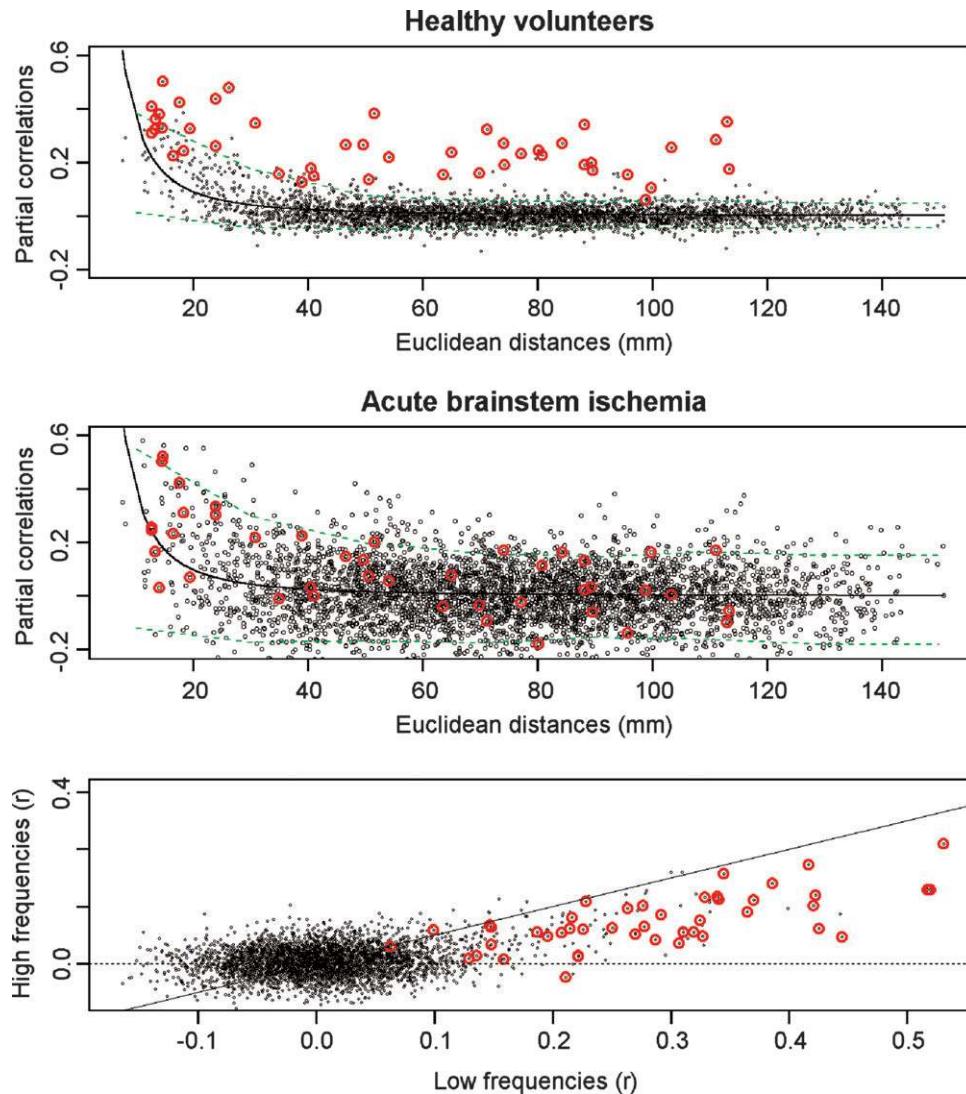 Healthy volunteers
Partial correlations
0.6
0.2
-0.2
20 40 60 80 100 120 140
Euclidean distances (mm)
Acute brainstem ischemia
Partial correlations
0.6
0.2
-0.2
20 40 60 80 100 120 140
Euclidean distances (mm)
High frequencies (r)
0.4
0.0
-0.1 0.0 0.1 0.2 0.3 0.4 0.5
Low frequencies (r)